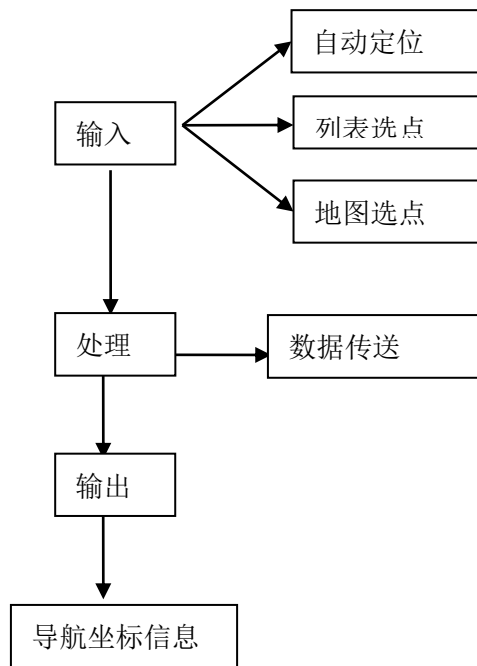 自动定位
输入
列表选点
地图选点
处理
数据传送
输出
导航坐标信息